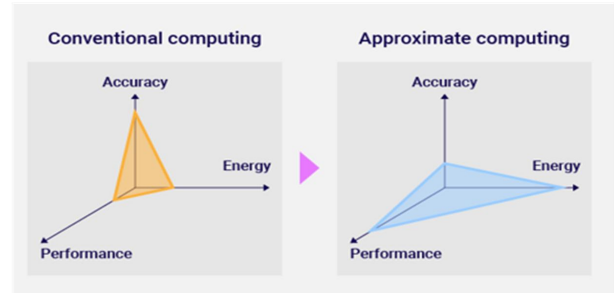 Conventional computing
Approximate computing
Accuracy
Accuracy
Energy
Energy
Performance
Performance